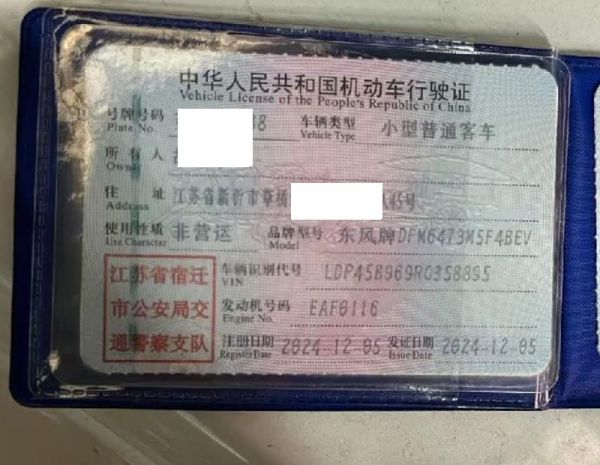 中华人民共和国机动车行驶证
Vehicle License of the People's Republic of China
号牌号码 88 车辆类型 小型普通客车
Plate No. Vehicle Type
所有人
Owner
住址 江苏省新沂市草桥 45号
Address
使用性质 非营运 品牌型号 东风牌DFM6473M5F4BEV
Use Character Model
江苏省宿迁 车辆识别代号 LDP45B969RG358895
VIN
市公安局交 发动机号码 EAF0116
Engine No.
通警察支队 注册日期 2024-12-05 发证日期 2024-12-05
Register Date Issue Date